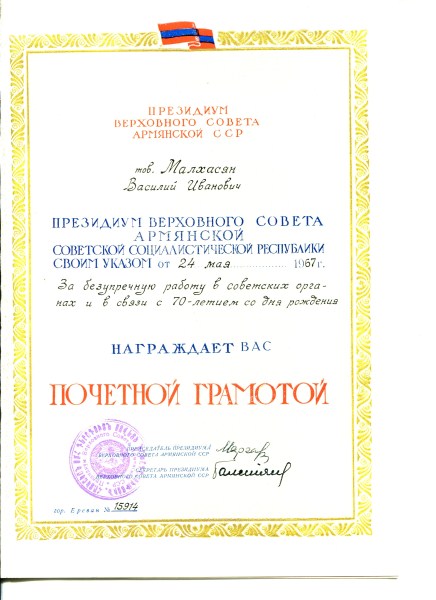 ПРЕЗИДИУМ
ВЕРХОВНОГО СОВЕТА
АРМЯНСКОЙ ССР
тов. Малхасян
Василий Иванович
ПРЕЗИДИУМ ВЕРХОВНОГО СОВЕТА
АРМЯНСКОЙ
СОВЕТСКОЙ СОЦИАЛИСТИЧЕСКОЙ РЕСПУБЛИКИ
СВОИМ УКАЗОМ от 24 мая 1967 г.
За безупречную работу в советских орга-
нах и в связи с 70-летием со дня рождения
НАГРАЖДАЕТ ВАС
ПОЧЕТНОЙ ГРАМОТОЙ
ПРЕДСЕДАТЕЛЬ ПРЕЗИДИУМА
ВЕРХОВНОГО СОВЕТА АРМЯНСКОЙ ССР
СЕКРЕТАРЬ ПРЕЗИДИУМА
ВЕРХОВНОГО СОВЕТА АРМЯНСКОЙ ССР
гор. Ереван № 15914